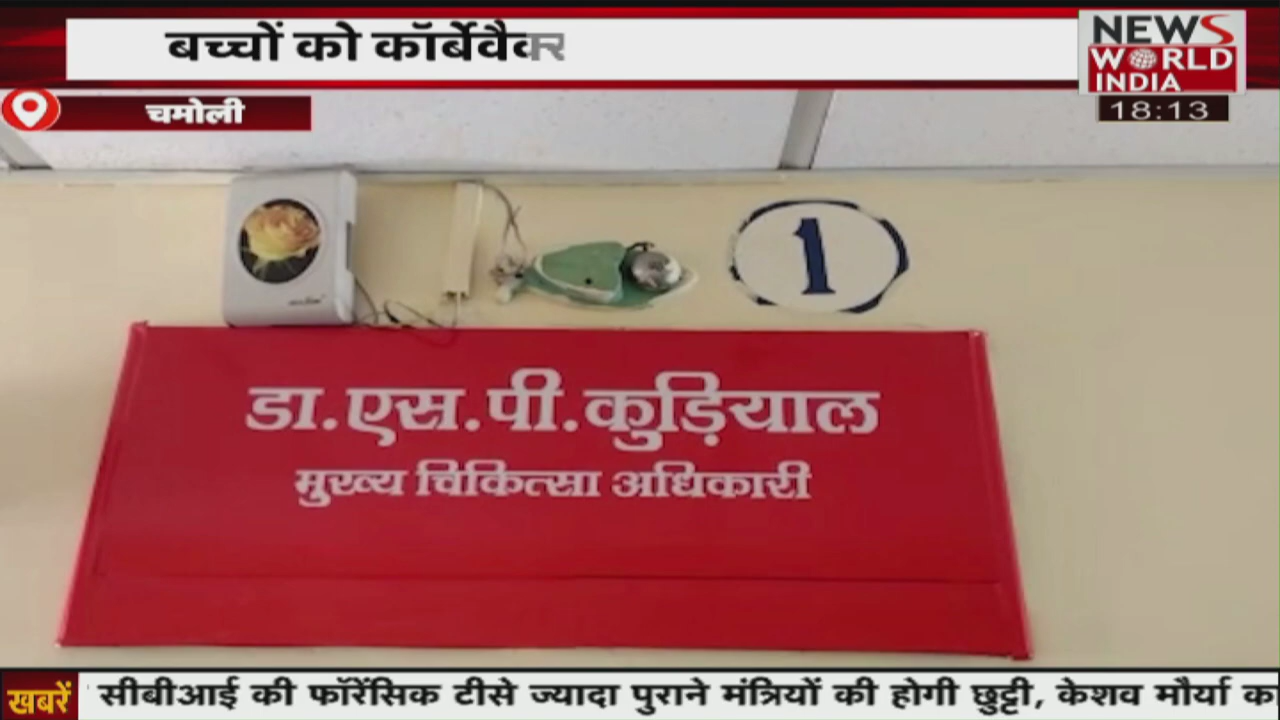 बच्चों को कॉर्बेवैक्
NEWS
WORLD
INDIA
चमोली
18:13
1
डा.एस.पी.कुड़ियाल
मुख्य चिकित्सा अधिकारी
खबरें
सीबीआई की फॉरेंसिक टीसे ज्यादा पुराने मंत्रियों की होगी छुट्टी, केशव मौर्या क